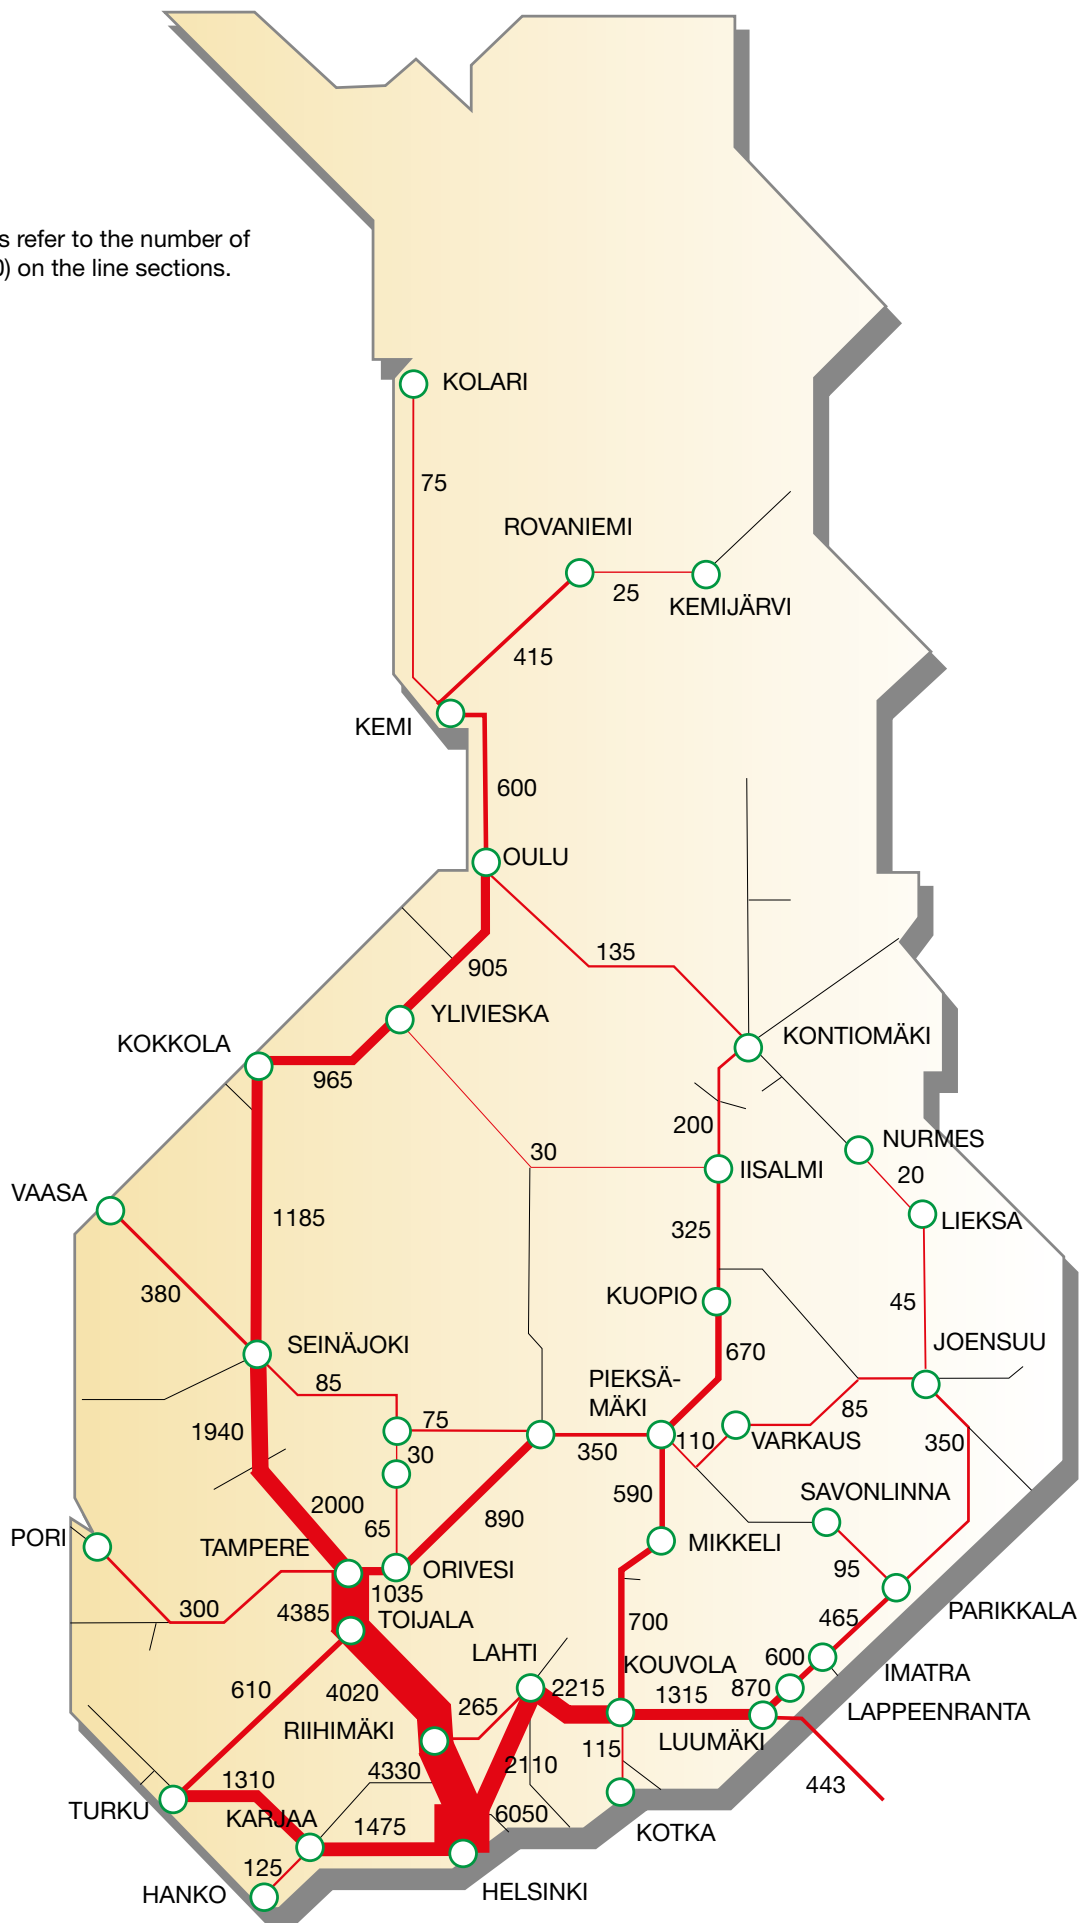 s refer to the number of
0) on the line sections.
KOLARI
75
ROVANIEMI
25
KEMIJÄRVI
415
KEMI
600
OULU
135
905
YLIVIESKA
KONTIOMÄKI
KOKKOLA
965
200
NURMES
30
IISALMI
20
VAASA
1185
LIEKSA
325
380
KUOPIO
45
SEINÄJOKI
JOENSUU
670
85
PIEKSÄ-
MÄKI
75
85
1940
110
VARKAUS
350
30
350
590
SAVONLINNA
2000
890
65
PORI
TAMPERE
MIKKELI
ORIVESI
95
1035
300
4385
TOIJALA
465
PARIKKALA
700
LAHTI
600
KOUVOLA
IMATRA
610
4020
2215
1315
870
265
LAPPEENRANTA
RIIHIMÄKI
LUUMÄKI
115
2110
4330
1310
443
TURKU
KARJAA
6050
1475
KOTKA
125
HANKO
HELSINKI